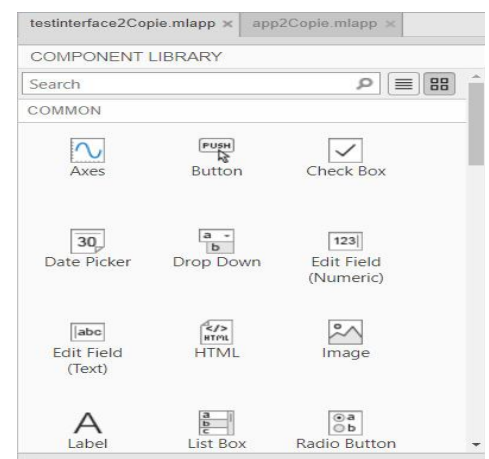 testinterface2Copie.mlapp × app2Copie.mlapp ×
COMPONENT LIBRARY
Search
COMMON
PUSH
Axes Button Check Box
30 a b 123
Date Picker Drop Down Edit Field
(Numeric)
abc </> HTML
Edit Field HTML Image
(Text)
A a b c a b
Label List Box Radio Button